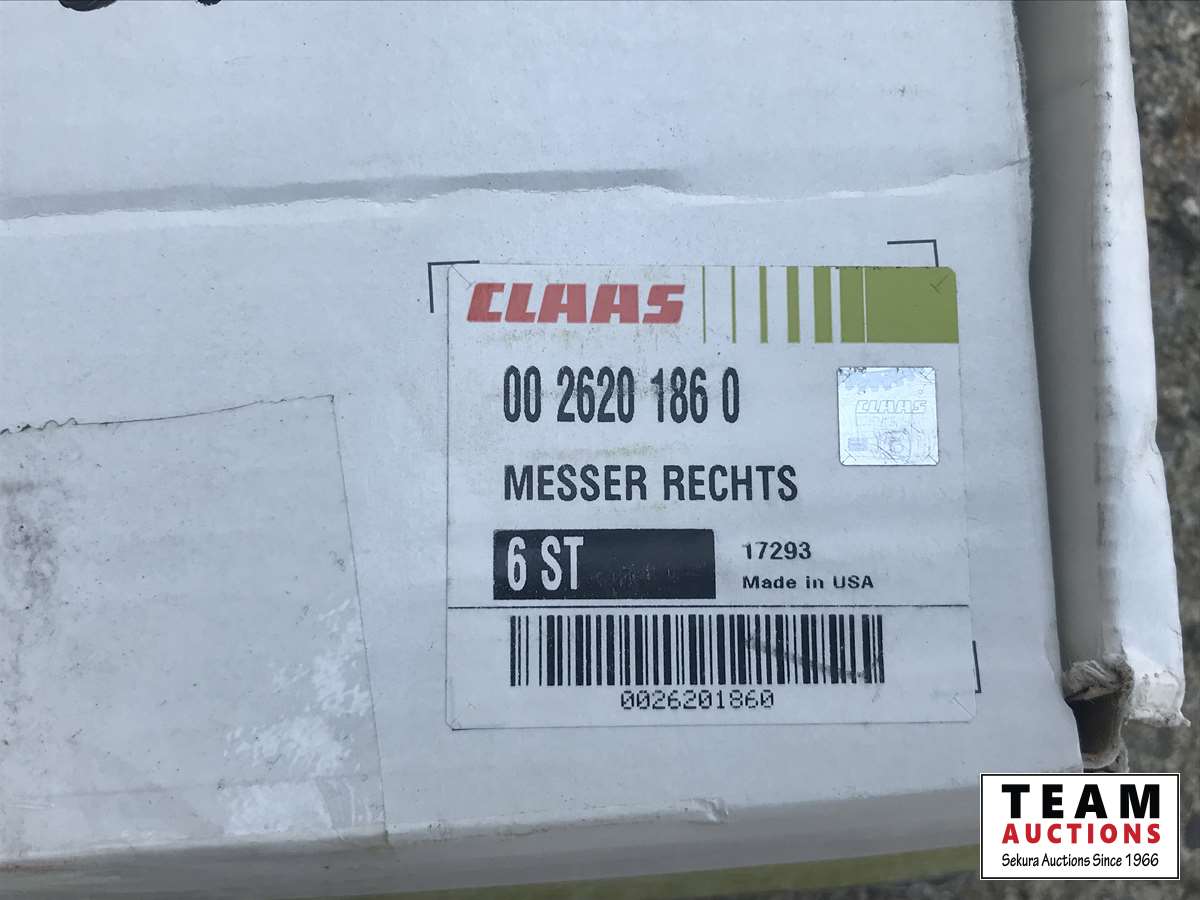 CLAAS
00 2620 186 0
CLAAS
MESSER RECHTS
6 ST
17293
Made in USA
0026201860
TEAM
AUCTIONS
Sekura Auctions Since 1966